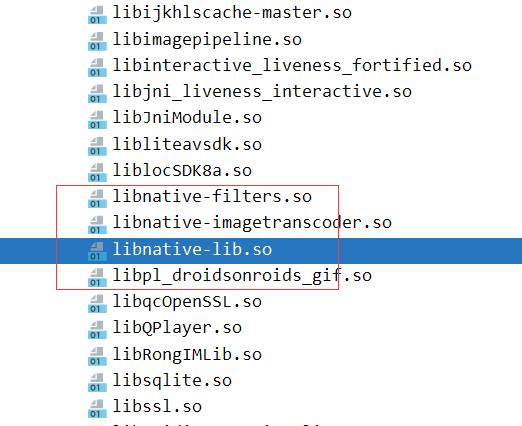 libijkhlscache-master.so
libimagepipeline.so
libinteractive_liveness_fortified.so
libjni_liveness_interactive.so
libJniModule.so
libliteavsdk.so
liblocSDK8a.so
libnative-filters.so
libnative-imagetranscoder.so
libnative-lib.so
libpl_droidsonroids_gif.so
libqcOpenSSL.so
libQPlayer.so
libRongIMLib.so
libsqlite.so
libssl.so